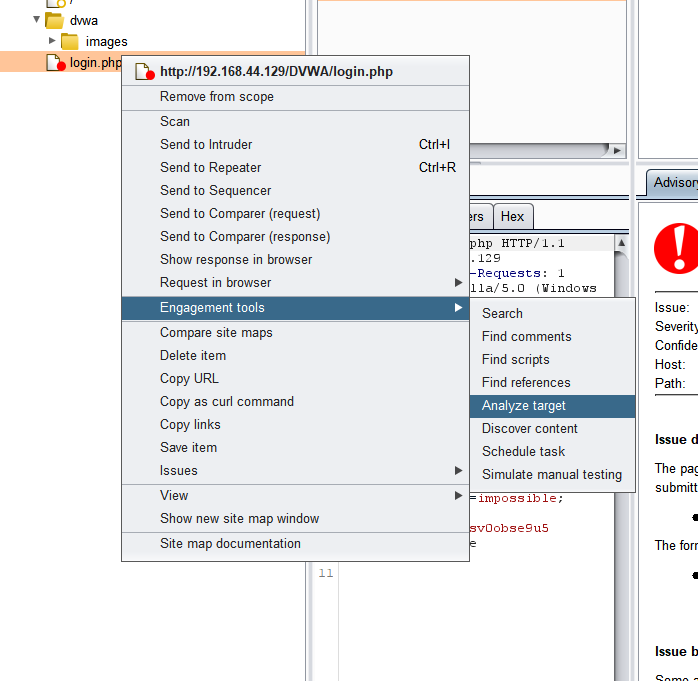 /
dvwa
images
login.php
http://192.168.44.129/DVWA/login.php
Remove from scope
Scan
Send to Intruder Ctrl+I
Send to Repeater Ctrl+R
Send to Sequencer
Send to Comparer (request)
Send to Comparer (response)
Show response in browser
Request in browser
Engagement tools
Compare site maps
Delete item
Copy URL
Copy as curl command
Copy links
Save item
Issues
View
Show new site map window
Site map documentation
Search
Find comments
Find scripts
Find references
Analyze target
Discover content
Schedule task
Simulate manual testing
ers Hex
php HTTP/1.1
.129
-Requests: 1
lla/5.0 (Windows
=impossible;
sv0obse9u5
e
11
Advisory
Issue:
Severity
Confide
Host:
Path:
Issue d
The pag
submitt
The form
Issue b